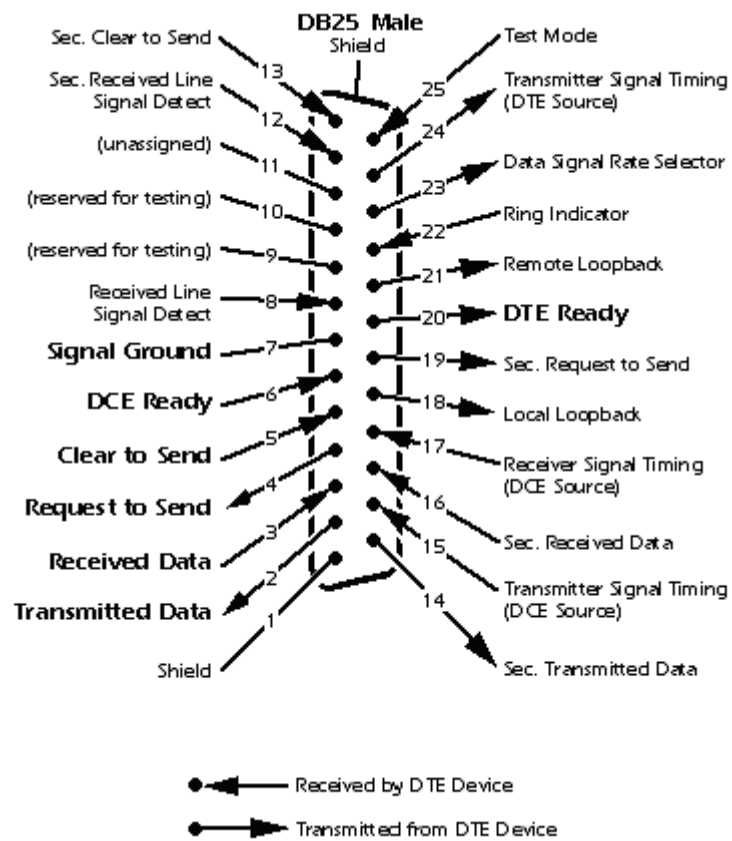 DB25 Male
Shield
Sec. Clear to Send
13
Sec. Received Line
Signal Detect
12
(unassigned)
11
(reserved for testing)
10
(reserved for testing)
9
Received Line
Signal Detect
8
Signal Ground
7
DCE Ready
6
Clear to Send
5
Request to Send
4
Received Data
3
Transmitted Data
2
Shield
1
Test Mode
25
Transmitter Signal Timing
(DTE Source)
24
Data Signal Rate Selector
23
Ring Indicator
22
Remote Loopback
21
DTE Ready
20
Sec. Request to Send
19
Local Loopback
18
Receiver Signal Timing
(DCE Source)
17
Sec. Received Data
16
Transmitter Signal Timing
(DCE Source)
15
Sec. Transmitted Data
14
Received by DTE Device
Transmitted from DTE Device